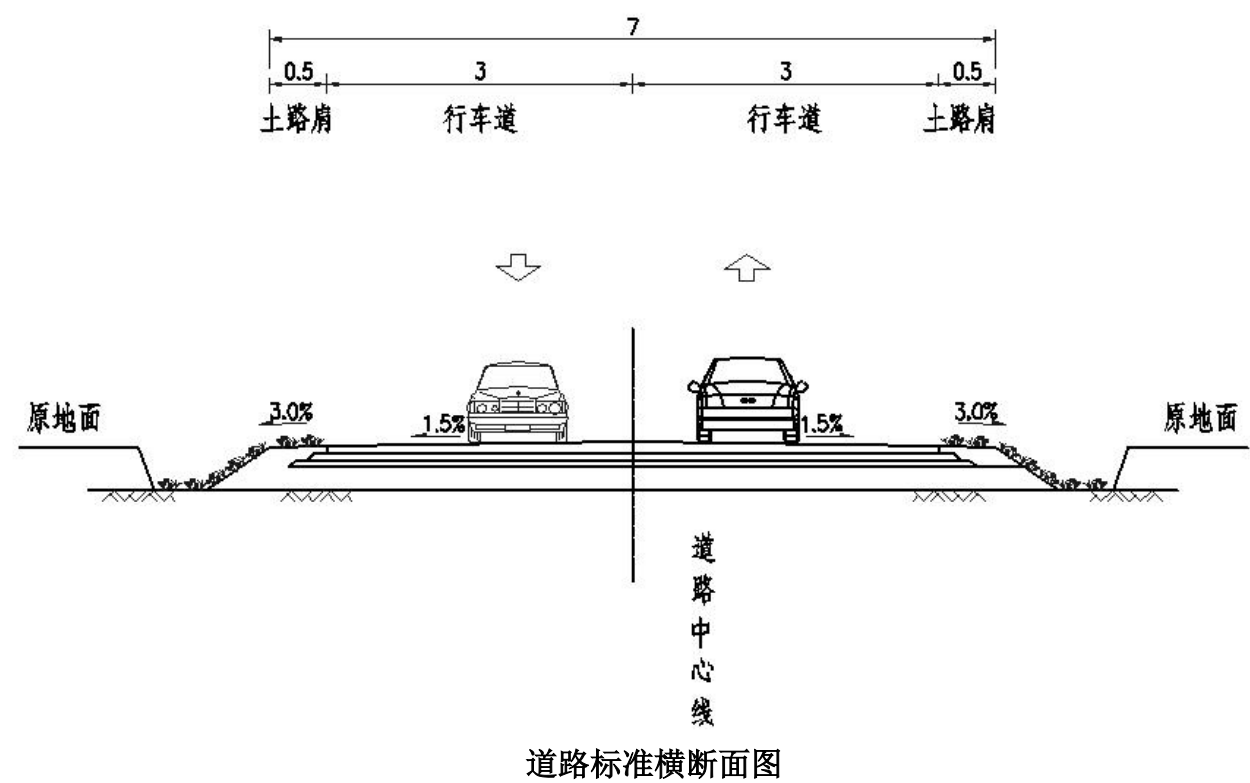 7
0.5 3 3 0.5
土路肩 行车道 行车道 土路肩
原地面 3.0% 1.5% 1.5% 3.0% 原地面
道路中心线
道路标准横断面图